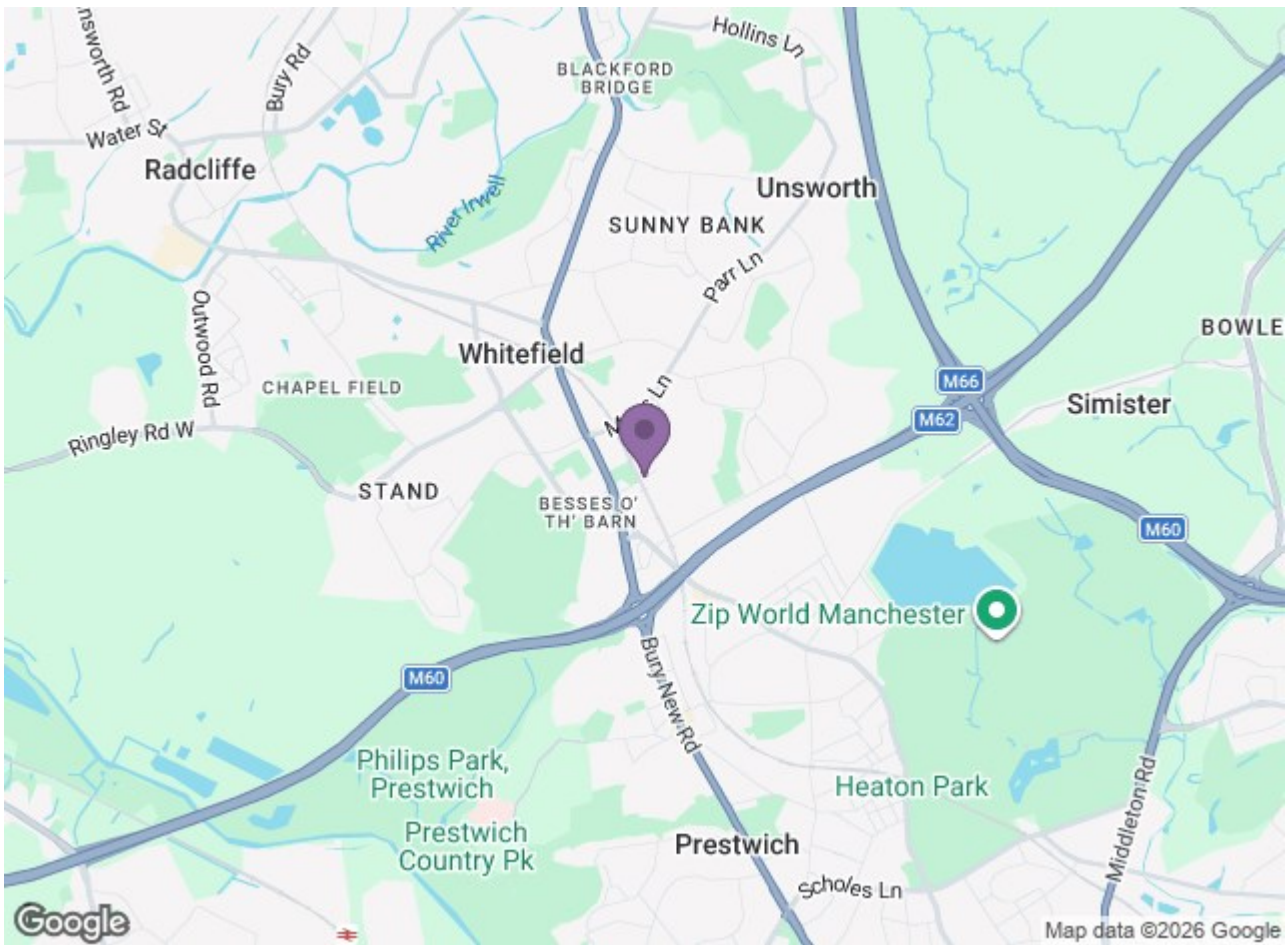 Hollins Ln
BLACKFORD
BRIDGE
Bury Rd
Water St
Radcliffe
Unsworth
River Irwell
SUNNY BANK
Parr Ln
Outwood Rd
Whitefield
BOWLE
CHAPEL FIELD
M66
M62
Simister
Ln
Ringley Rd W
STAND
BESSES O'
TH' BARN
M60
Zip World Manchester
M60
Bury New Rd
Philips Park,
Prestwich
Heaton Park
Middleton Rd
Prestwich
Country Pk
Prestwich
Scholes Ln
Google
Map data ©2026 Google